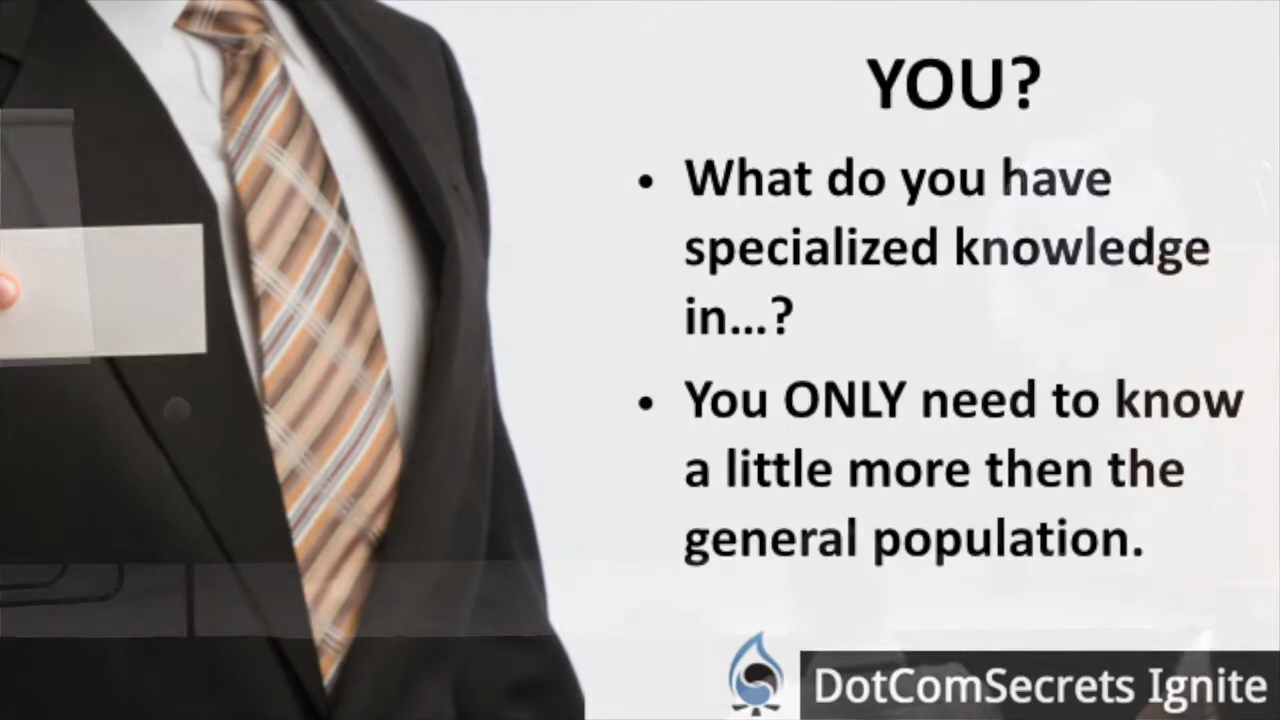 YOU?
• What do you have
specialized knowledge
in...?
• You ONLY need to know
a little more then the
general population.
DotComSecrets Ignite